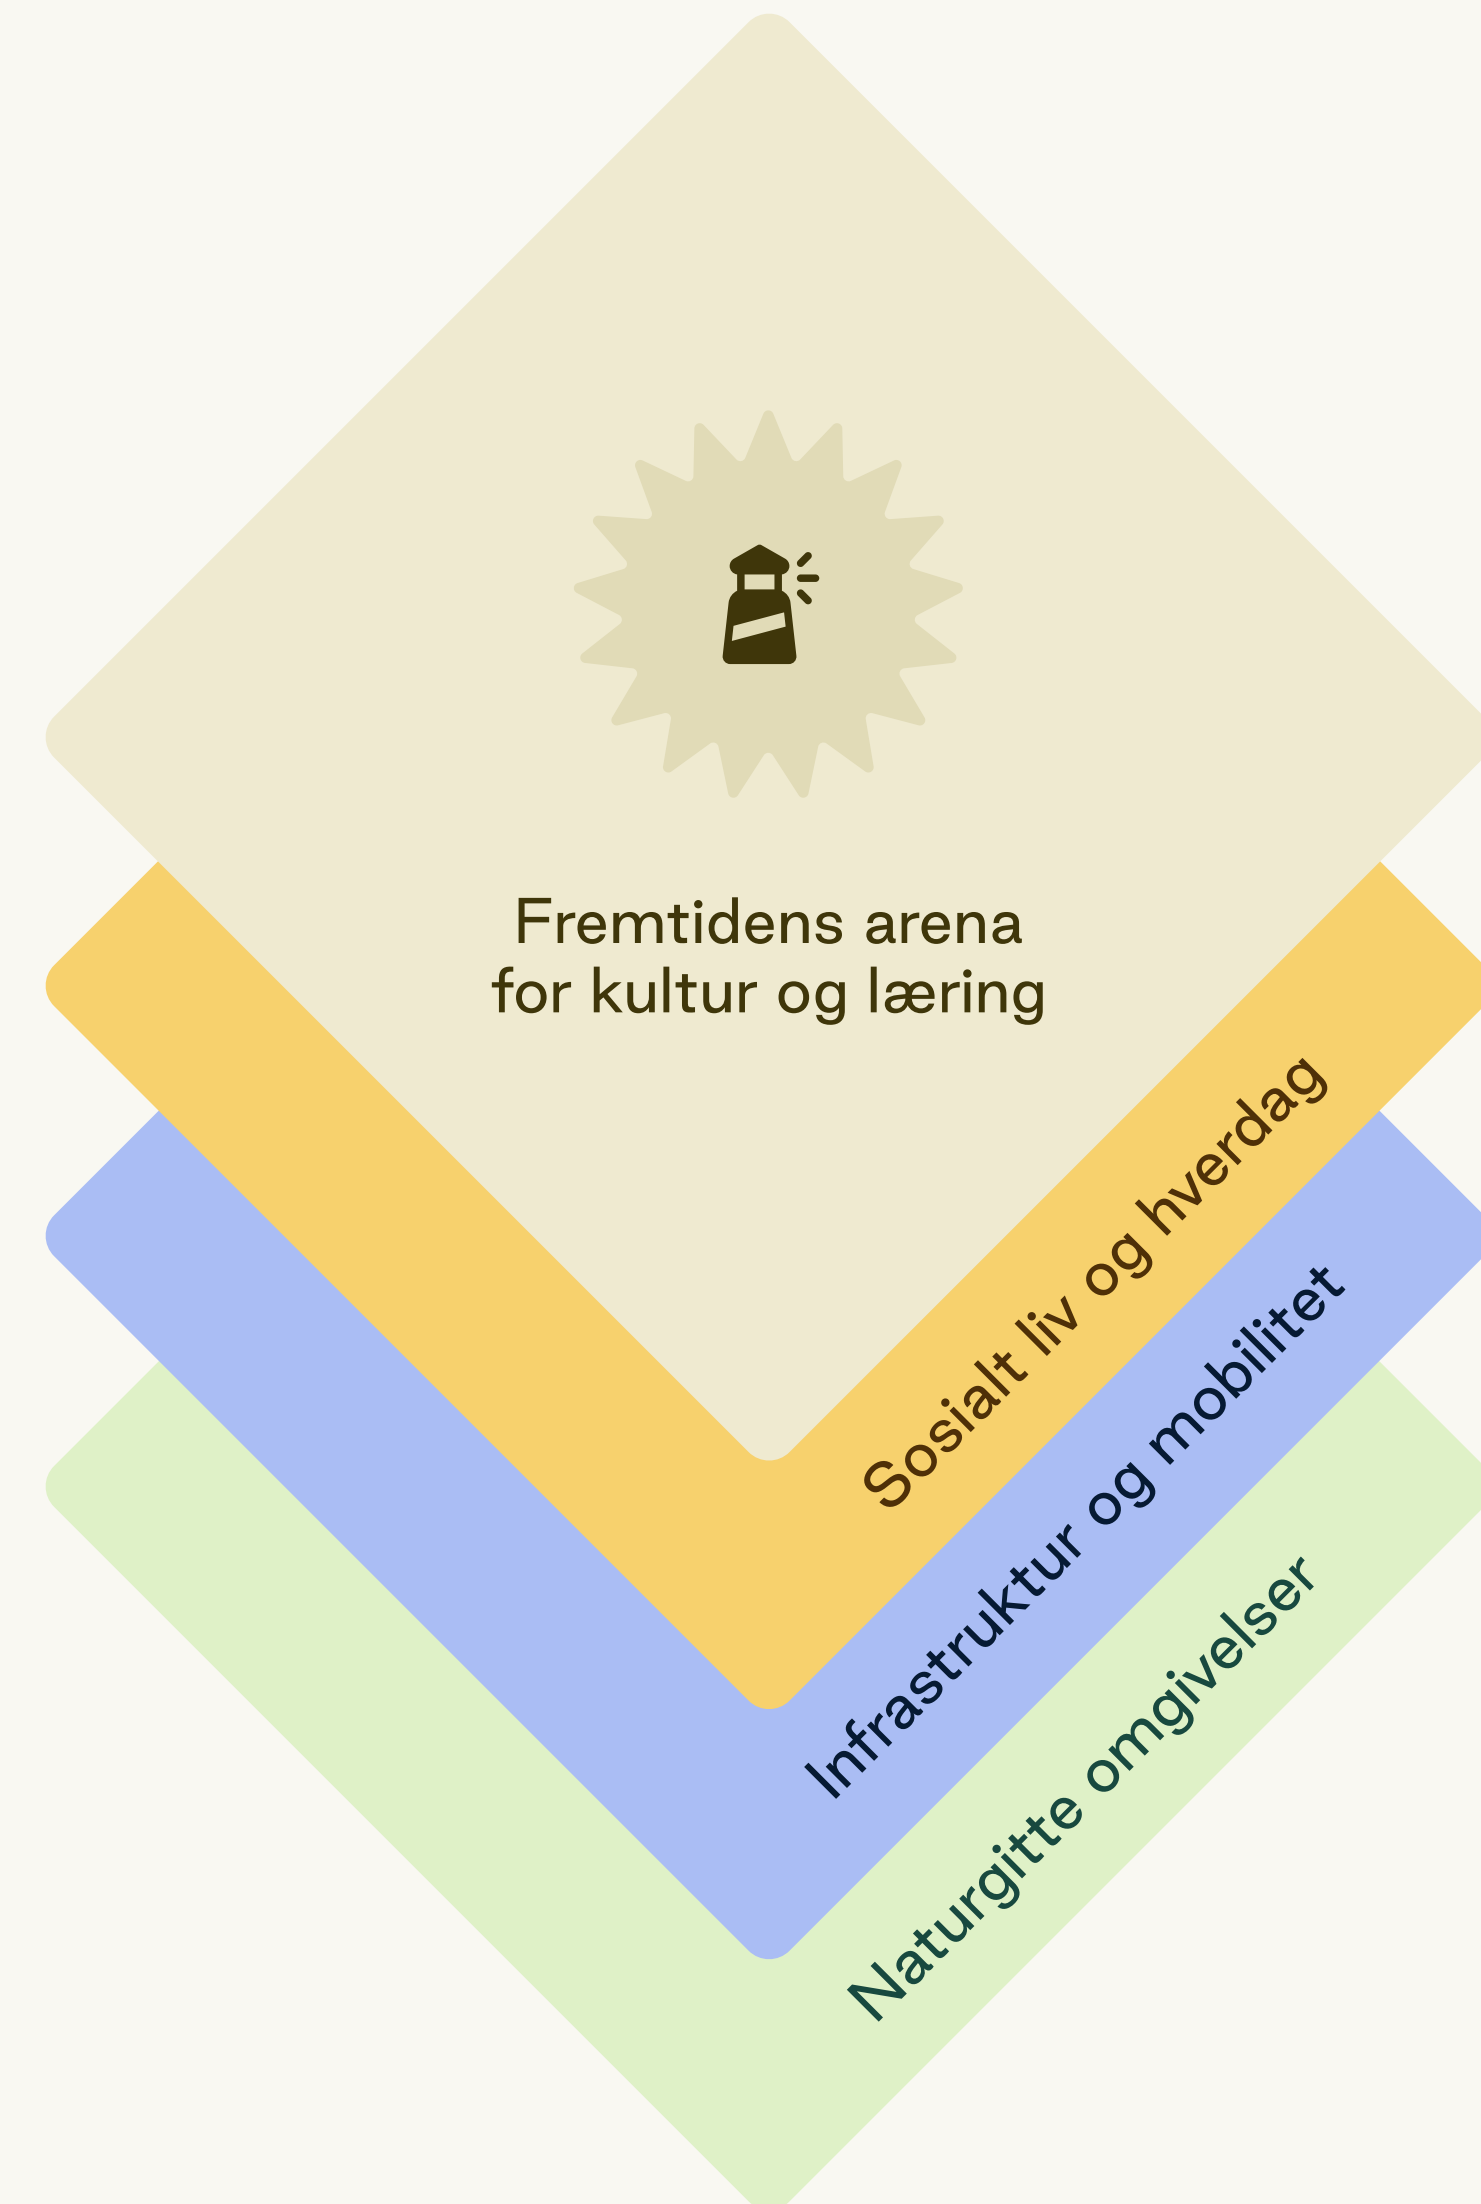 Fremtidens arena
for kultur og læring
Sosialt liv og hverdag
Infrastruktur og mobilitet
Naturgitte omgivelser